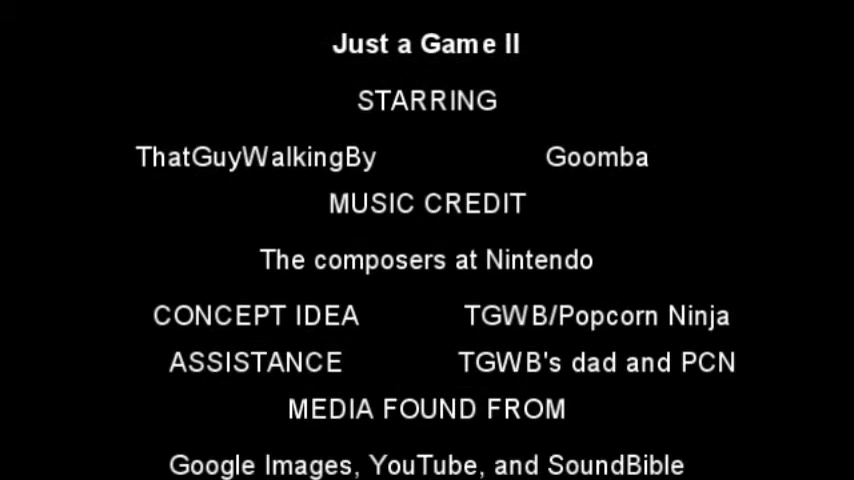 Just a Game II
STARRING
ThatGuyWalkingBy Goomba
MUSIC CREDIT
The composers at Nintendo
CONCEPT IDEA TGWB/Popcorn Ninja
ASSISTANCE TGWB's dad and PCN
MEDIA FOUND FROM
Google Images, YouTube, and SoundBible